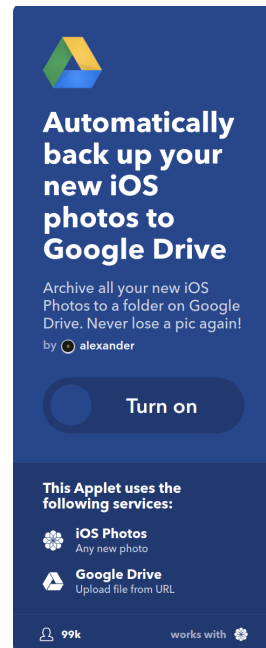 Automatically
back up your
new iOS
photos to
Google Drive
Archive all your new iOS
Photos to a folder on Google
Drive. Never lose a pic again!
by alexander
Turn on
This Applet uses the
following services:
iOS Photos
Any new photo
Google Drive
Upload file from URL
99k works with